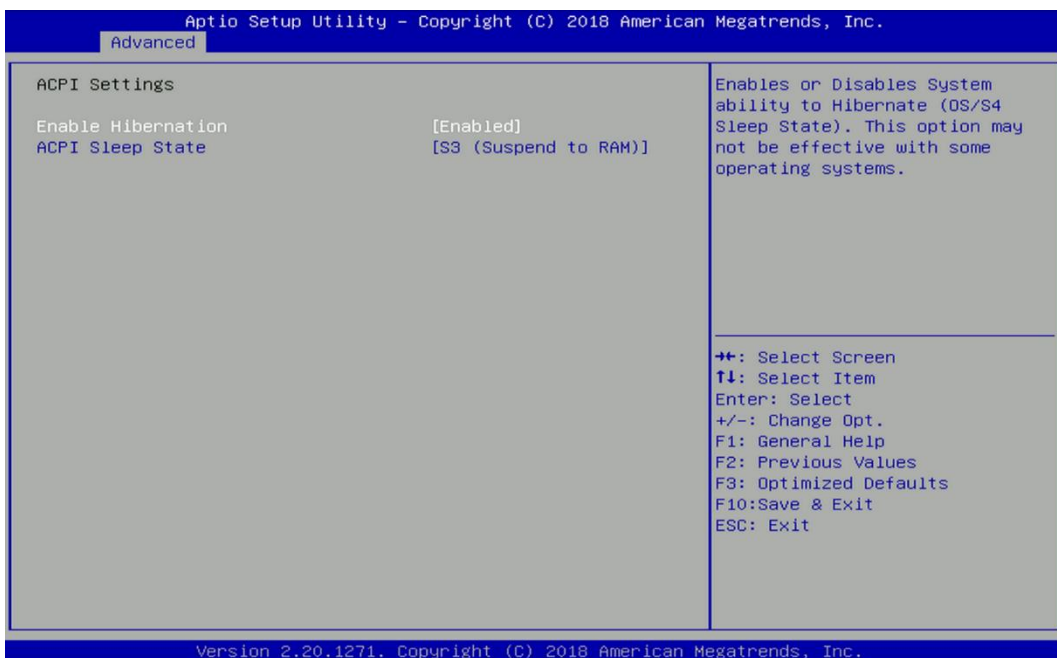 Aptio Setup Utility – Copyright (C) 2018 American Megatrends, Inc.
Advanced
ACPI Settings
Enable Hibernation [Enabled]
ACPI Sleep State [S3 (Suspend to RAM)]
Enables or Disables System
ability to Hibernate (OS/S4
Sleep State). This option may
not be effective with some
operating systems.
→←: Select Screen
↑↓: Select Item
Enter: Select
+/-: Change Opt.
F1: General Help
F2: Previous Values
F3: Optimized Defaults
F10:Save & Exit
ESC: Exit
Version 2.20.1271. Copyright (C) 2018 American Megatrends, Inc.